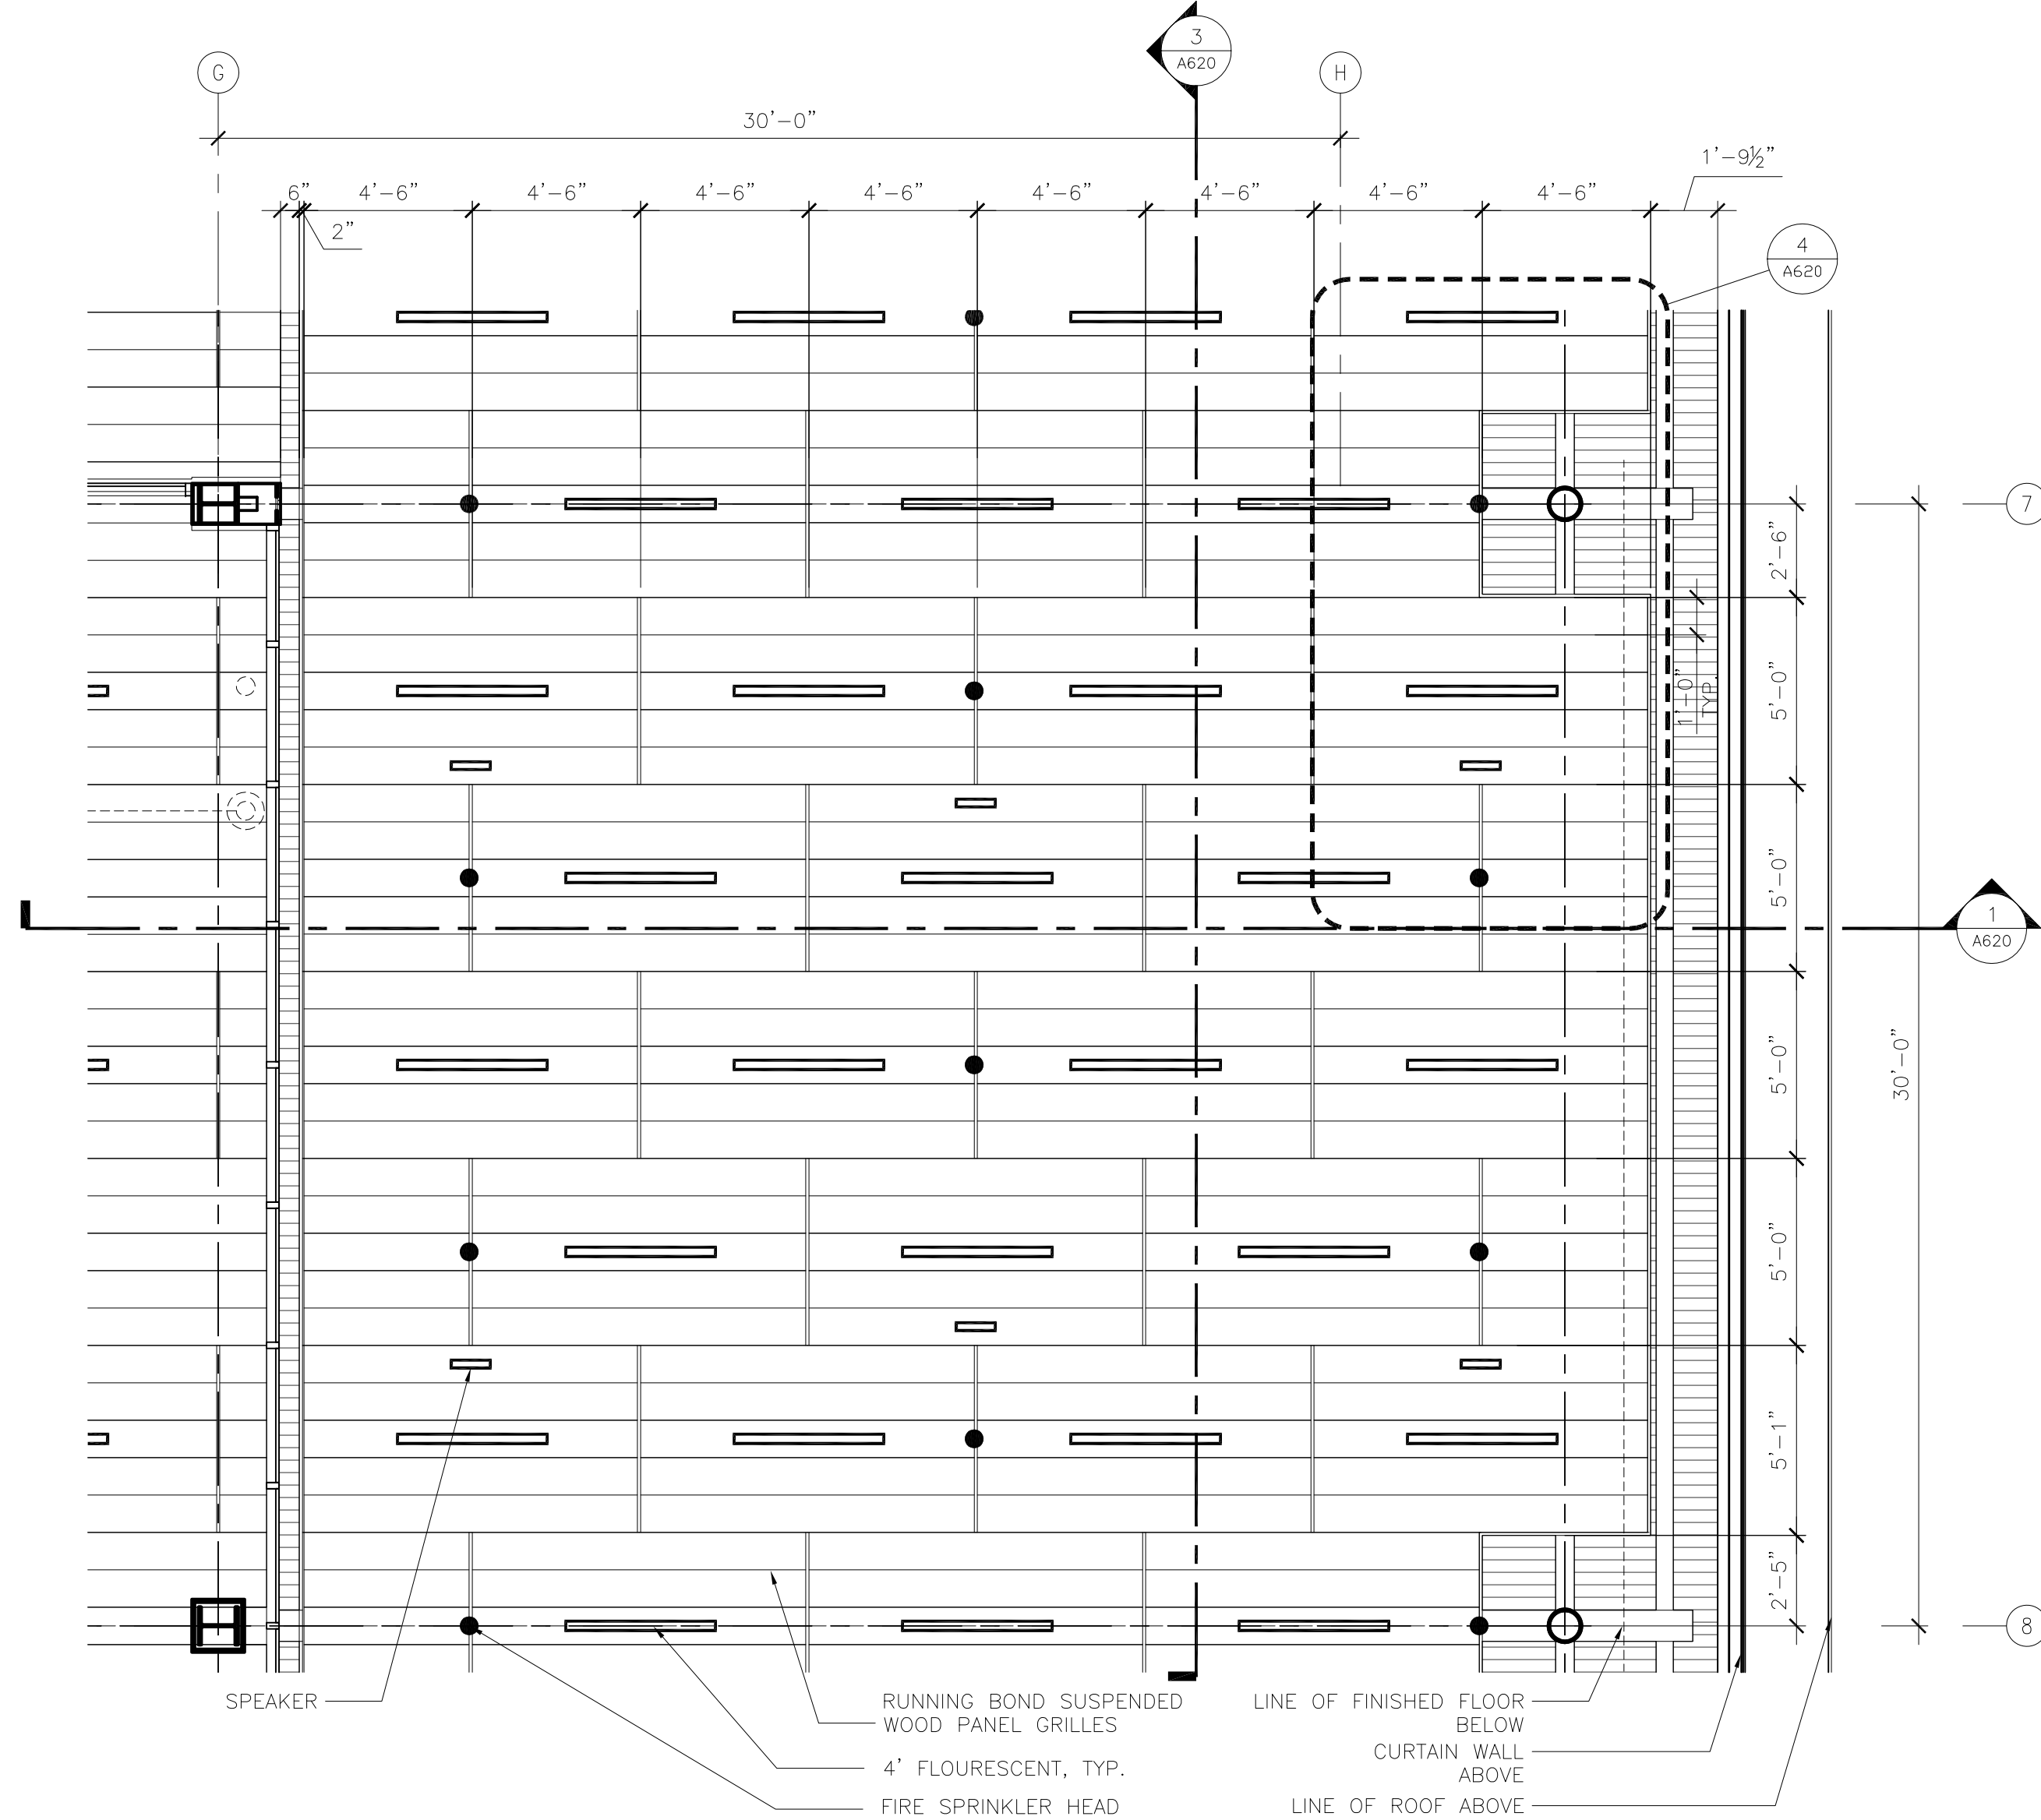 3
A620
G
H
30'-0"
1'-9½"
6"
4'-6"
4'-6"
4'-6"
4'-6"
4'-6"
4'-6"
4'-6"
4'-6"
2"
4
A620
7
2'-6"
5'-0"
1'-0"
TYP.
5'-0"
1
A620
5'-0"
30'-0"
5'-0"
5'-1"
2'-5"
8
SPEAKER
RUNNING BOND SUSPENDED
WOOD PANEL GRILLES
4' FLOURESCENT, TYP.
FIRE SPRINKLER HEAD
LINE OF FINISHED FLOOR
BELOW
CURTAIN WALL
ABOVE
LINE OF ROOF ABOVE